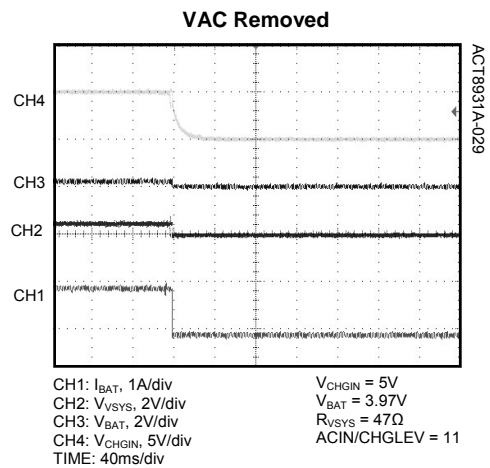 VAC Removed
ACT8931A-029
CH4
CH3
CH2
CH1
CH1: IBAT, 1A/div
CH2: VVSYS, 2V/div
CH3: VBAT, 2V/div
CH4: VCHGIN, 5V/div
TIME: 40ms/div
VCHGIN = 5V
VBAT = 3.97V
RVSYS = 47Ω
ACIN/CHGLEV = 11